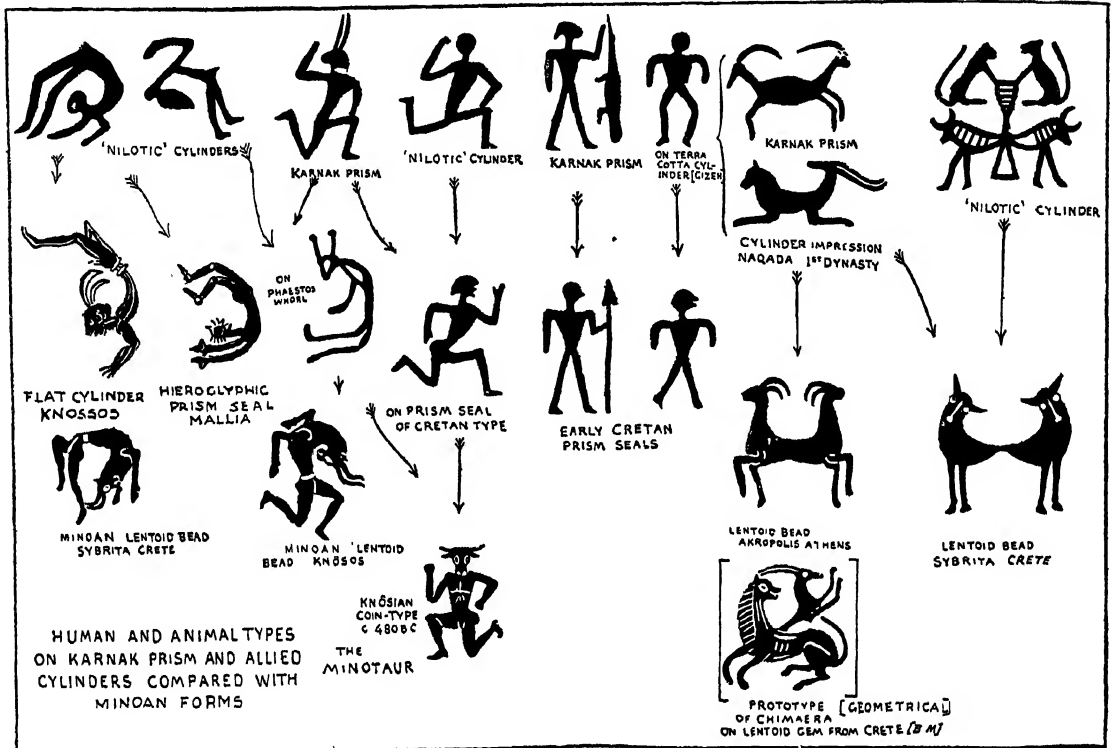 'NILOTIC' CYLINDERS
KARNAK PRISM
'NILOTIC' CYLINDER
KARNAK PRISM
ON TERRA
COTTA CYL-
INDER [GIZEH
KARNAK PRISM
CYLINDER IMPRESSION
NAQADA 1ST DYNASTY
'NILOTIC' CYLINDER
FLAT CYLINDER
KNOSSOS
HIEROGLYPHIC
PRISM SEAL
MALLIA
ON
PHAESTOS
WHORL
ON PRISM SEAL
OF CRETAN TYPE
EARLY CRETAN
PRISM SEALS
MINOAN LENTOID BEAD
SYBRITA CRETE
MINOAN 'LENTOID
BEAD KNŌSOS
LENTOID BEAD
AKROPOLIS ATHENS
LENTOID BEAD
SYBRITA CRETE
KNŌSIAN
COIN-TYPE
C 480 B C
THE
MINOTAUR
HUMAN AND ANIMAL TYPES
ON KARNAK PRISM AND ALLIED
CYLINDERS COMPARED WITH
MINOAN FORMS
PROTOTYPE [GEOMETRICAL]
OF CHIMAERA
ON LENTOID GEM FROM CRETE [B M]